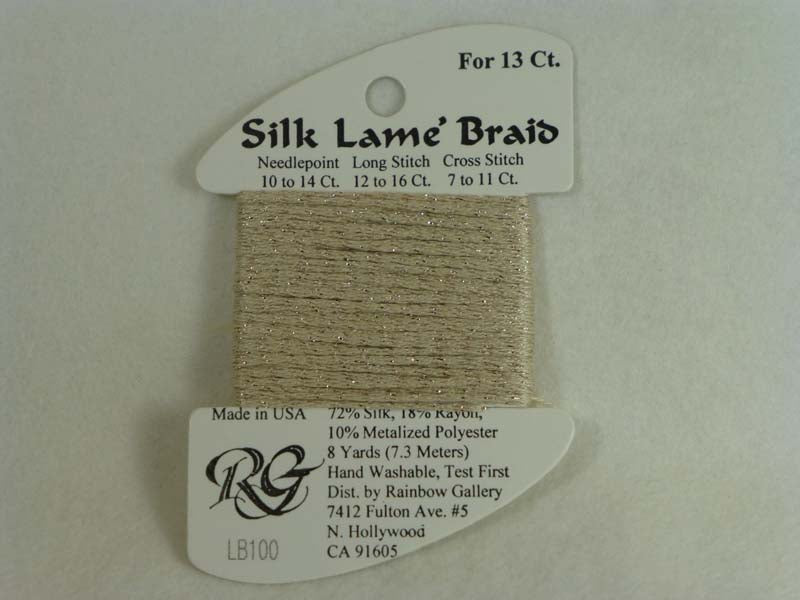 For 13 Ct.
Silk Lame' Braid
Needlepoint Long Stitch Cross Stitch
10 to 14 Ct. 12 to 16 Ct. 7 to 11 Ct.
Made in USA 72% Silk, 18% Rayon,
10% Metalized Polyester
8 Yards (7.3 Meters)
Hand Washable, Test First
Dist. by Rainbow Gallery
7412 Fulton Ave. #5
N. Hollywood
CA 91605
RG
LB100